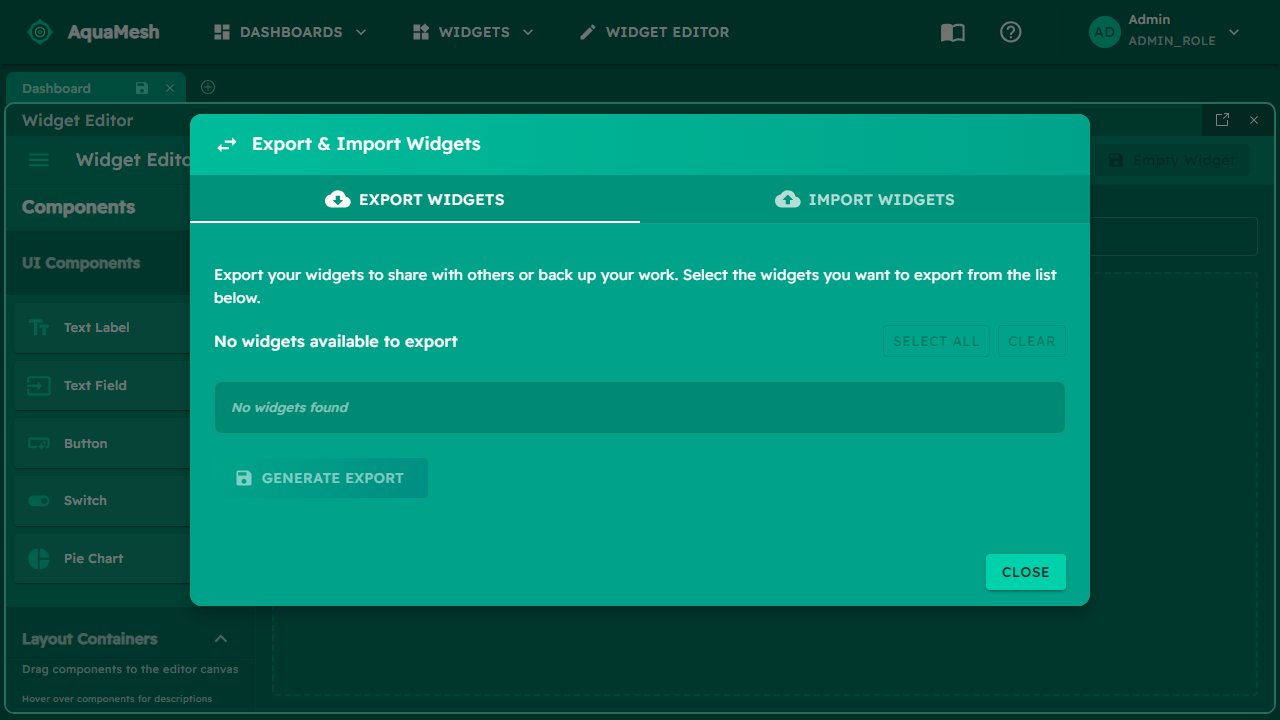 AquaMesh
DASHBOARDS
WIDGETS
WIDGET EDITOR
AD
Admin
ADMIN_ROLE
Dashboard
Widget Editor
Widget Edito
Empty Widget
Components
UI Components
Text Label
Text Field
Button
Switch
Pie Chart
Layout Containers
Drag components to the editor canvas
Hover over components for descriptions
Export & Import Widgets
EXPORT WIDGETS
IMPORT WIDGETS
Export your widgets to share with others or back up your work. Select the widgets you want to export from the list
below.
No widgets available to export
SELECT ALL
CLEAR
No widgets found
GENERATE EXPORT
CLOSE